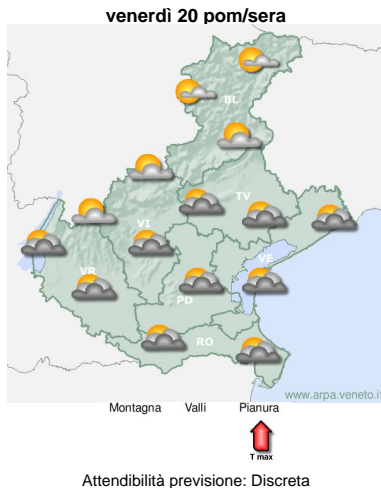 venerdì 20 pom/sera
BL
TV
VI
VE
VR
PD
RO
www.arpa.veneto.it
Montagna Valli Pianura
T max
Attendibilità previsione: Discreta